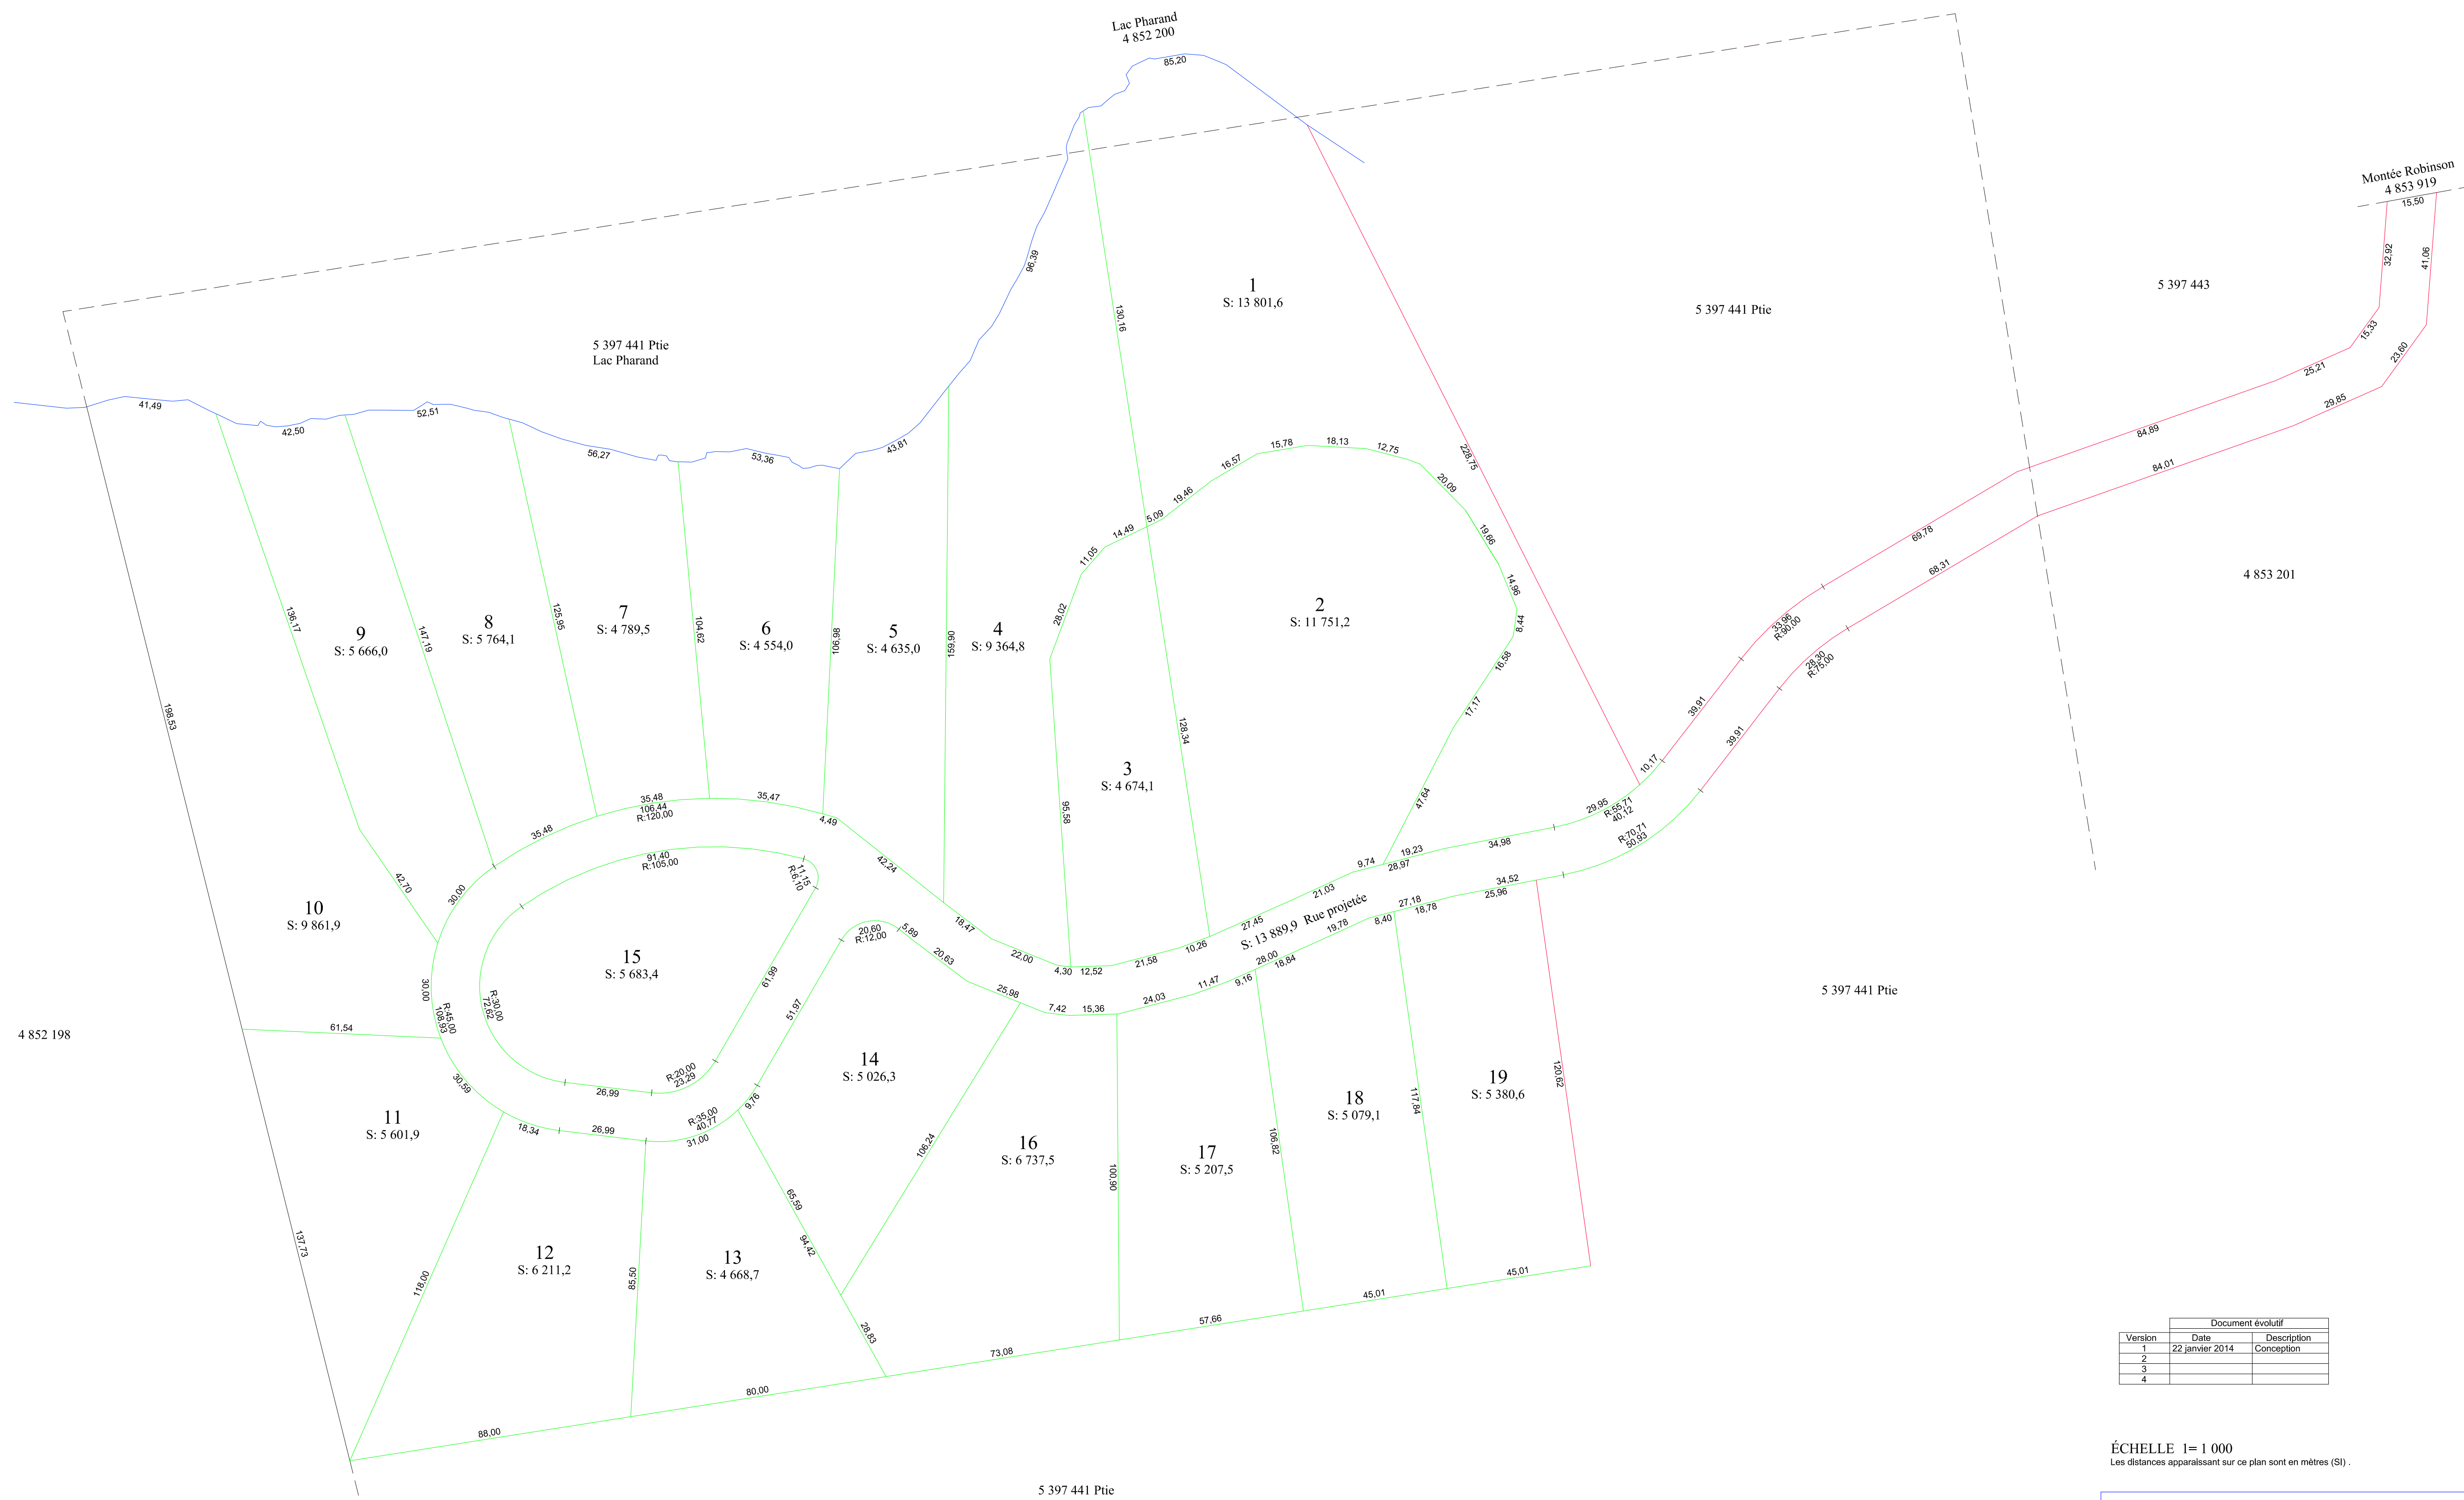 Lac Pharand
4 852 200
85,20
Montée Robinson
4 853 919
15,50
32,92
41,06
15,33
23,60
25,21
29,85
84,89
84,01
5 397 443
5 397 441 Ptie
4 853 201
69,78
68,31
33,96
R:90,00
28,30
R:75,00
39,91
39,91
10,17
228,75
96,39
130,16
1
S: 13 801,6
5 397 441 Ptie
Lac Pharand
41,49
42,50
52,51
56,27
53,36
43,81
11,05
14,49
5,09
19,46
16,57
15,78
18,13
12,75
20,09
19,66
14,96
8,44
16,58
17,17
47,64
28,02
95,58
128,34
2
S: 11 751,2
3
S: 4 674,1
4
S: 9 364,8
159,90
5
S: 4 635,0
106,98
6
S: 4 554,0
104,62
7
S: 4 789,5
125,95
8
S: 5 764,1
147,19
9
S: 5 666,0
136,17
42,70
198,53
10
S: 9 861,9
30,00
30,00
35,48
35,48
106,44
R:120,00
35,47
4,49
42,24
91,40
R:105,00
11,15
R:6,10
15
S: 5 683,4
61,99
51,97
20,60
R:12,00
5,89
20,63
18,47
22,00
4,30
12,52
21,58
10,26
27,45
21,03
9,74
28,97
19,23
34,98
29,95
R:55,71
40,12
R:70,71
50,93
S: 13 889,9 Rue projetée
25,98
7,42
15,36
24,03
11,47
9,16
28,00
18,84
19,78
8,40
27,18
18,78
34,52
25,96
4 852 198
61,54
R:45,00
108,93
R:30,00
72,62
30,59
18,34
26,99
26,99
R:20,00
23,29
R:35,00
40,77
31,00
9,76
11
S: 5 601,9
137,73
118,00
12
S: 6 211,2
85,50
13
S: 4 668,7
65,59
94,42
28,83
14
S: 5 026,3
106,24
16
S: 6 737,5
100,90
17
S: 5 207,5
106,82
18
S: 5 079,1
117,84
19
S: 5 380,6
120,62
5 397 441 Ptie
88,00
80,00
73,08
57,66
45,01
45,01
5 397 441 Ptie
Document évolutif
Version Date Description
1 22 janvier 2014 Conception
2
3
4
ÉCHELLE 1= 1 000
Les distances apparaissant sur ce plan sont en mètres (SI) .